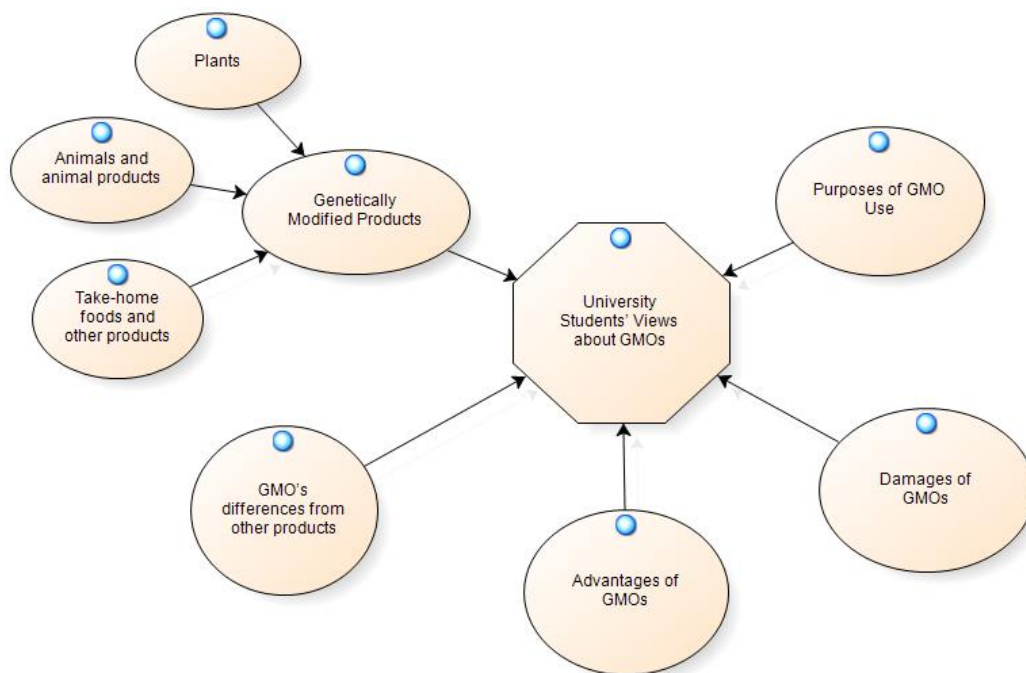 Plants
Animals and
animal products
Genetically
Modified Products
Purposes of GMO
Use
Take-home
foods and
other products
University
Students’ Views
about GMOs
GMO’s
differences from
other products
Damages of
GMOs
Advantages of
GMOs